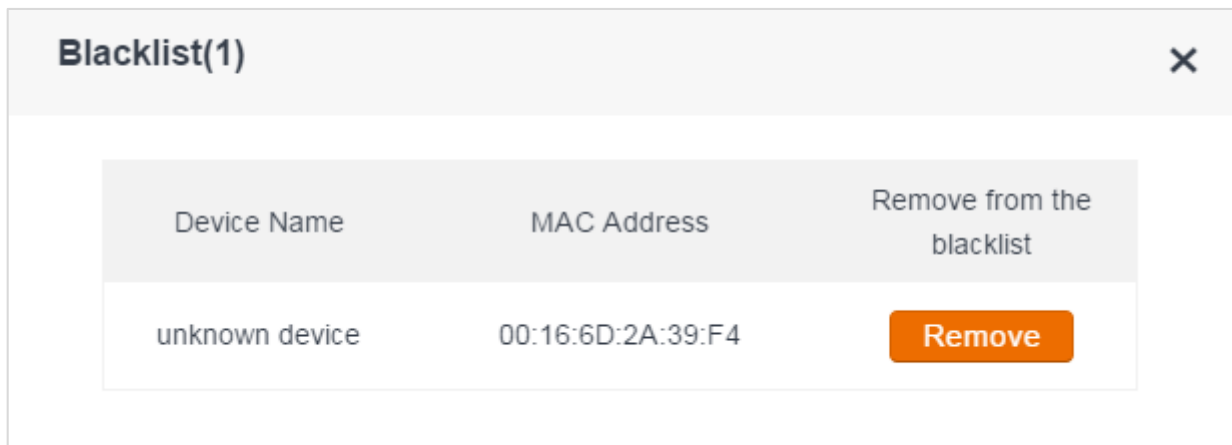 Blacklist(1)
Device Name MAC Address Remove from the
blacklist
unknown device 00:16:6D:2A:39:F4 Remove